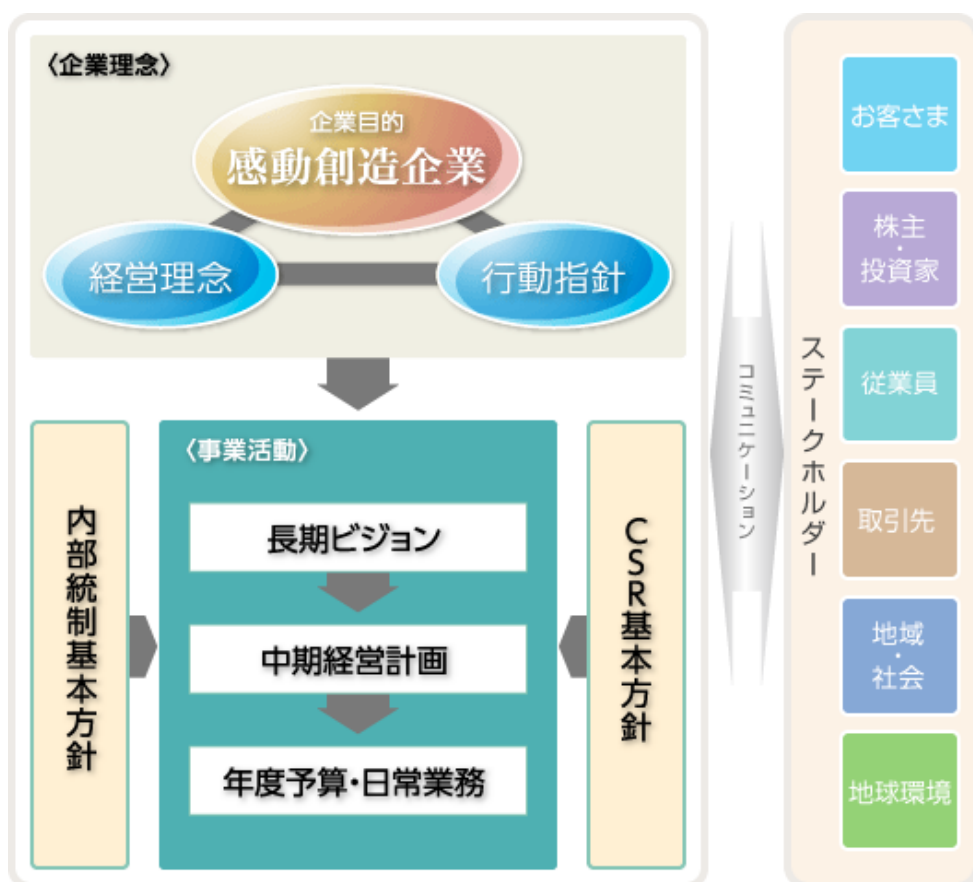 〈企業理念〉
企業目的
感動創造企業
経営理念
行動指針
内部統制基本方針
〈事業活動〉
長期ビジョン
中期経営計画
年度予算・日常業務
CSR基本方針
コミュニケーション
ステークホルダー
お客さま
株主
・
投資家
従業員
取引先
地域
・
社会
地球環境